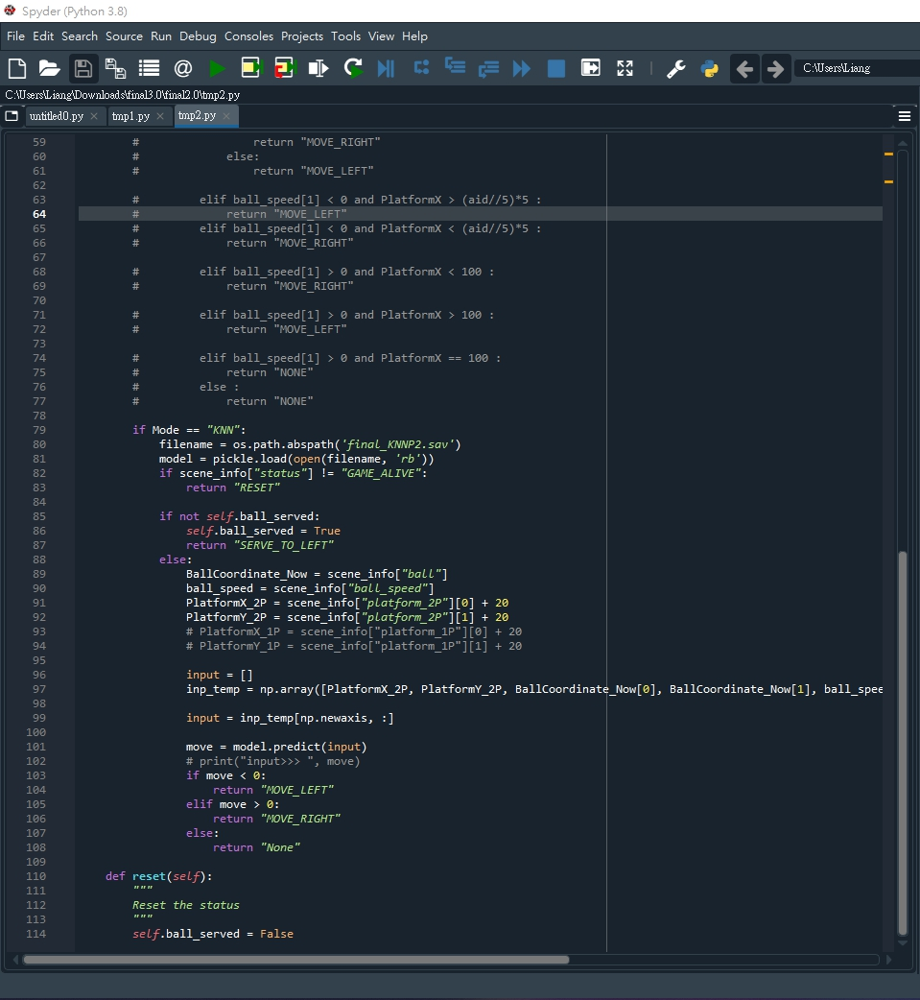 Spyder (Python 3.8)
File Edit Search Source Run Debug Consoles Projects Tools View Help
C:\Users\Liang
C:\Users\Liang\Downloads\final3.0\final2.0\tmp2.py
untitled0.py × tmp1.py × tmp2.py ×
59 # return "MOVE_RIGHT"
60 # else:
61 # return "MOVE_LEFT"
62
63 # elif ball_speed[1] < 0 and PlatformX > (aid//5)*5 :
64 # return "MOVE_LEFT"
65 # elif ball_speed[1] < 0 and PlatformX < (aid//5)*5 :
66 # return "MOVE_RIGHT"
67
68 # elif ball_speed[1] > 0 and PlatformX < 100 :
69 # return "MOVE_RIGHT"
70
71 # elif ball_speed[1] > 0 and PlatformX > 100 :
72 # return "MOVE_LEFT"
73
74 # elif ball_speed[1] > 0 and PlatformX == 100 :
75 # return "NONE"
76 # else :
77 # return "NONE"
78
79 if Mode == "KNN":
80 filename = os.path.abspath('final_KNNP2.sav')
81 model = pickle.load(open(filename, 'rb'))
82 if scene_info["status"] != "GAME_ALIVE":
83 return "RESET"
84
85 if not self.ball_served:
86 self.ball_served = True
87 return "SERVE_TO_LEFT"
88 else:
89 BallCoordinate_Now = scene_info["ball"]
90 ball_speed = scene_info["ball_speed"]
91 PlatformX_2P = scene_info["platform_2P"][0] + 20
92 PlatformY_2P = scene_info["platform_2P"][1] + 20
93 # PlatformX_1P = scene_info["platform_1P"][0] + 20
94 # PlatformY_1P = scene_info["platform_1P"][1] + 20
95
96 input = []
97 inp_temp = np.array([PlatformX_2P, PlatformY_2P, BallCoordinate_Now[0], BallCoordinate_Now[1], ball_spee
98
99 input = inp_temp[np.newaxis, :]
100
101 move = model.predict(input)
102 # print("input>>> ", move)
103 if move < 0:
104 return "MOVE_LEFT"
105 elif move > 0:
106 return "MOVE_RIGHT"
107 else:
108 return "None"
109
110 def reset(self):
111 """
112 Reset the status
113 """
114 self.ball_served = False